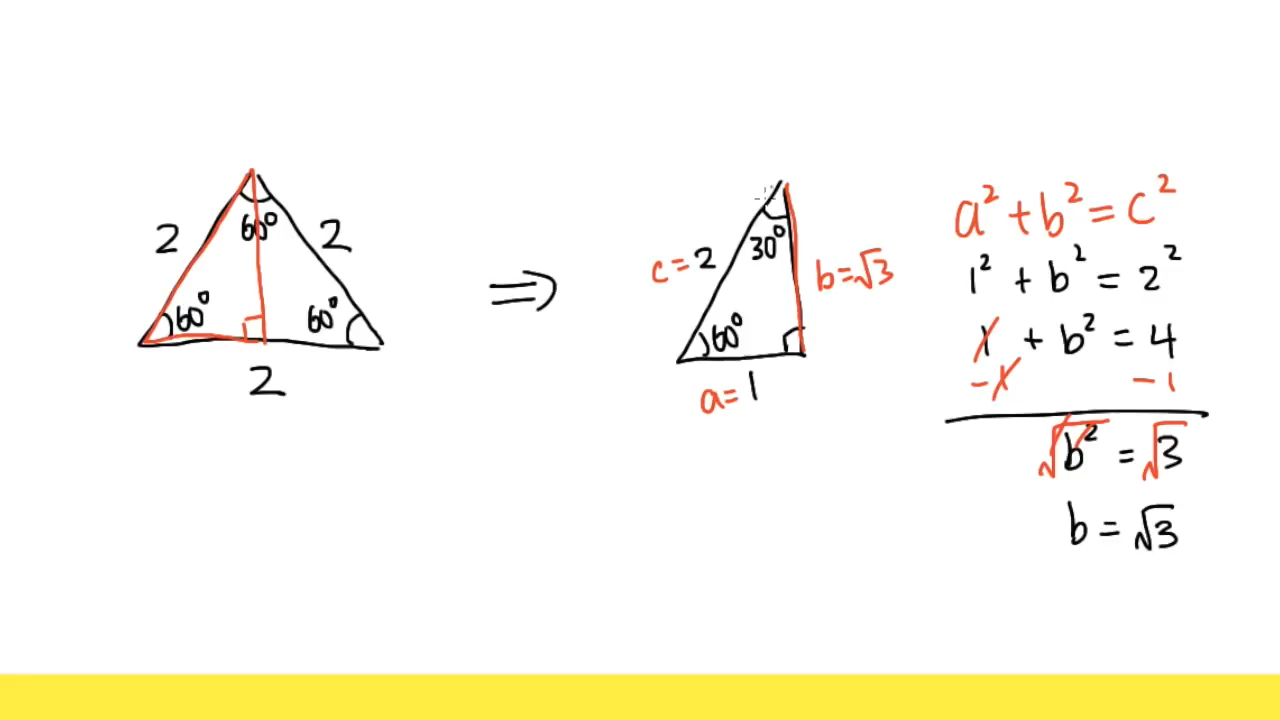 2
60°
2
60°
60°
2
⇒
30°
c = 2
b = √3
60°
a = 1
a² + b² = c²
1² + b² = 2²
1 + b² = 4
-1 -1
√b² = √3
b = √3